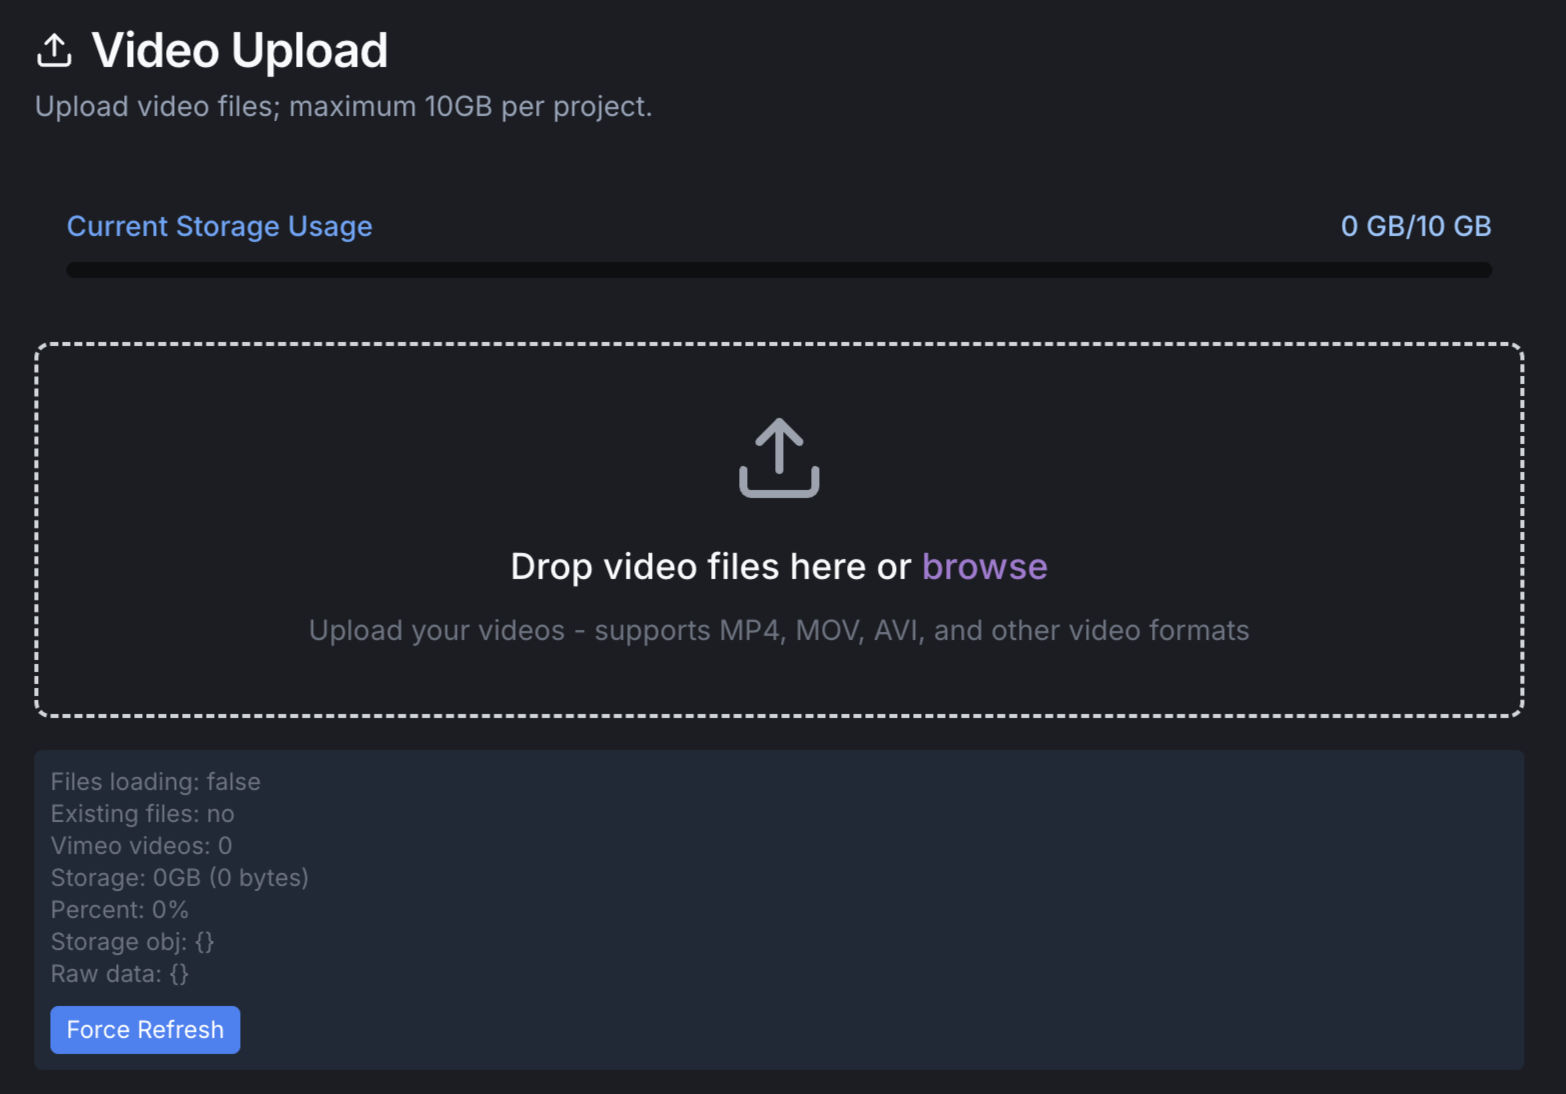 Video Upload
Upload video files; maximum 10GB per project.
Current Storage Usage
0 GB/10 GB
Drop video files here or browse
Upload your videos - supports MP4, MOV, AVI, and other video formats
Files loading: false
Existing files: no
Vimeo videos: 0
Storage: 0GB (0 bytes)
Percent: 0%
Storage obj: {}
Raw data: {}
Force Refresh